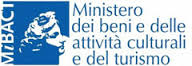 MiBACT
Ministero
dei beni e delle
attività culturali
e del turismo